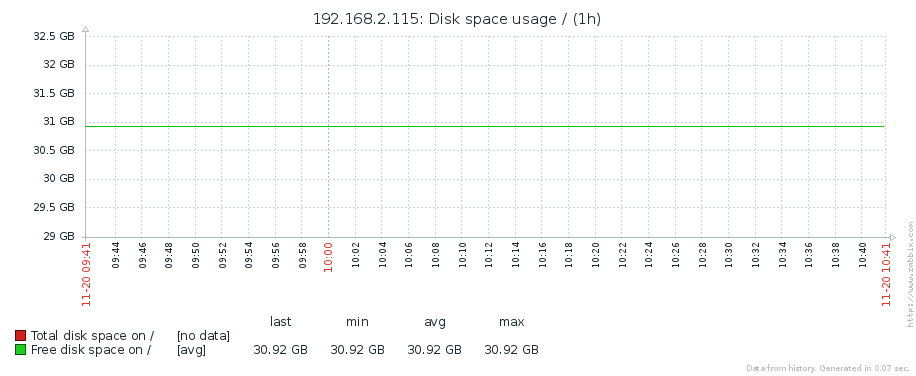 192.168.2.115: Disk space usage / (1h)
32.5 GB
32 GB
31.5 GB
31 GB
30.5 GB
30 GB
29.5 GB
29 GB
11-20 09:41
09:44
09:46
09:48
09:50
09:52
09:54
09:56
09:58
10:00
10:02
10:04
10:06
10:08
10:10
10:12
10:14
10:16
10:18
10:20
10:22
10:24
10:26
10:28
10:30
10:32
10:34
10:36
10:38
10:40
11-20 10:41
https://www.zabbix.com
last min avg max
Total disk space on / [no data]
Free disk space on / [avg] 30.92 GB 30.92 GB 30.92 GB 30.92 GB
Data from history. Generated in 0.07 sec.